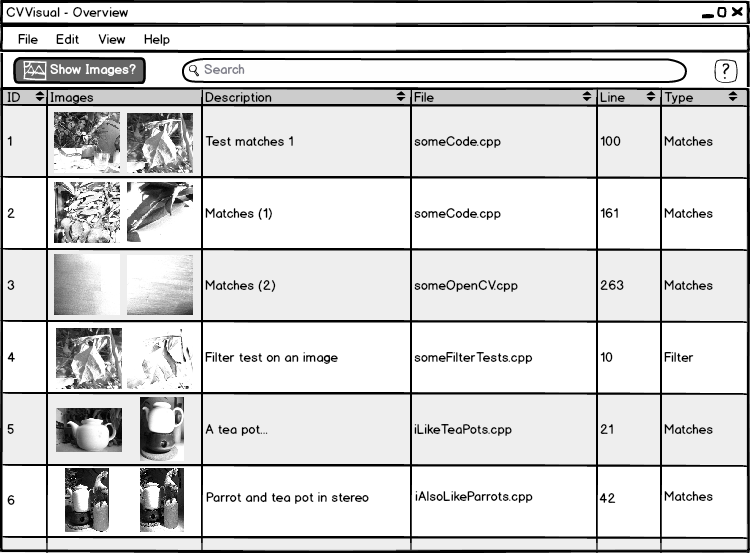 CVVisual - Overview
File Edit View Help
Show Images? Search ?
ID Images Description File Line Type
1 Test matches 1 someCode.cpp 100 Matches
2 Matches (1) someCode.cpp 161 Matches
3 Matches (2) someOpenCV.cpp 263 Matches
4 Filter test on an image someFilterTests.cpp 10 Filter
5 A tea pot... iLikeTeaPots.cpp 21 Matches
6 Parrot and tea pot in stereo iAlsoLikeParrots.cpp 42 Matches